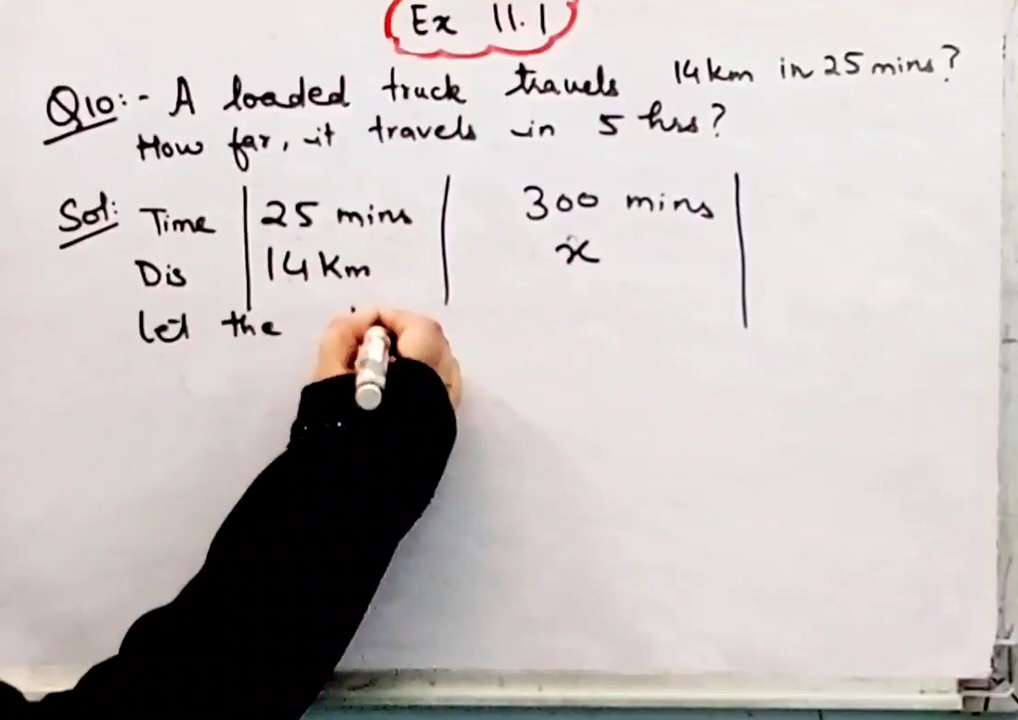 Ex 11.1
Q10:- A loaded truck travels 14km in 25 mins?
How far, it travels in 5 hrs?
Sol: Time 25 mins 300 mins
Dis 14 Km x
let the